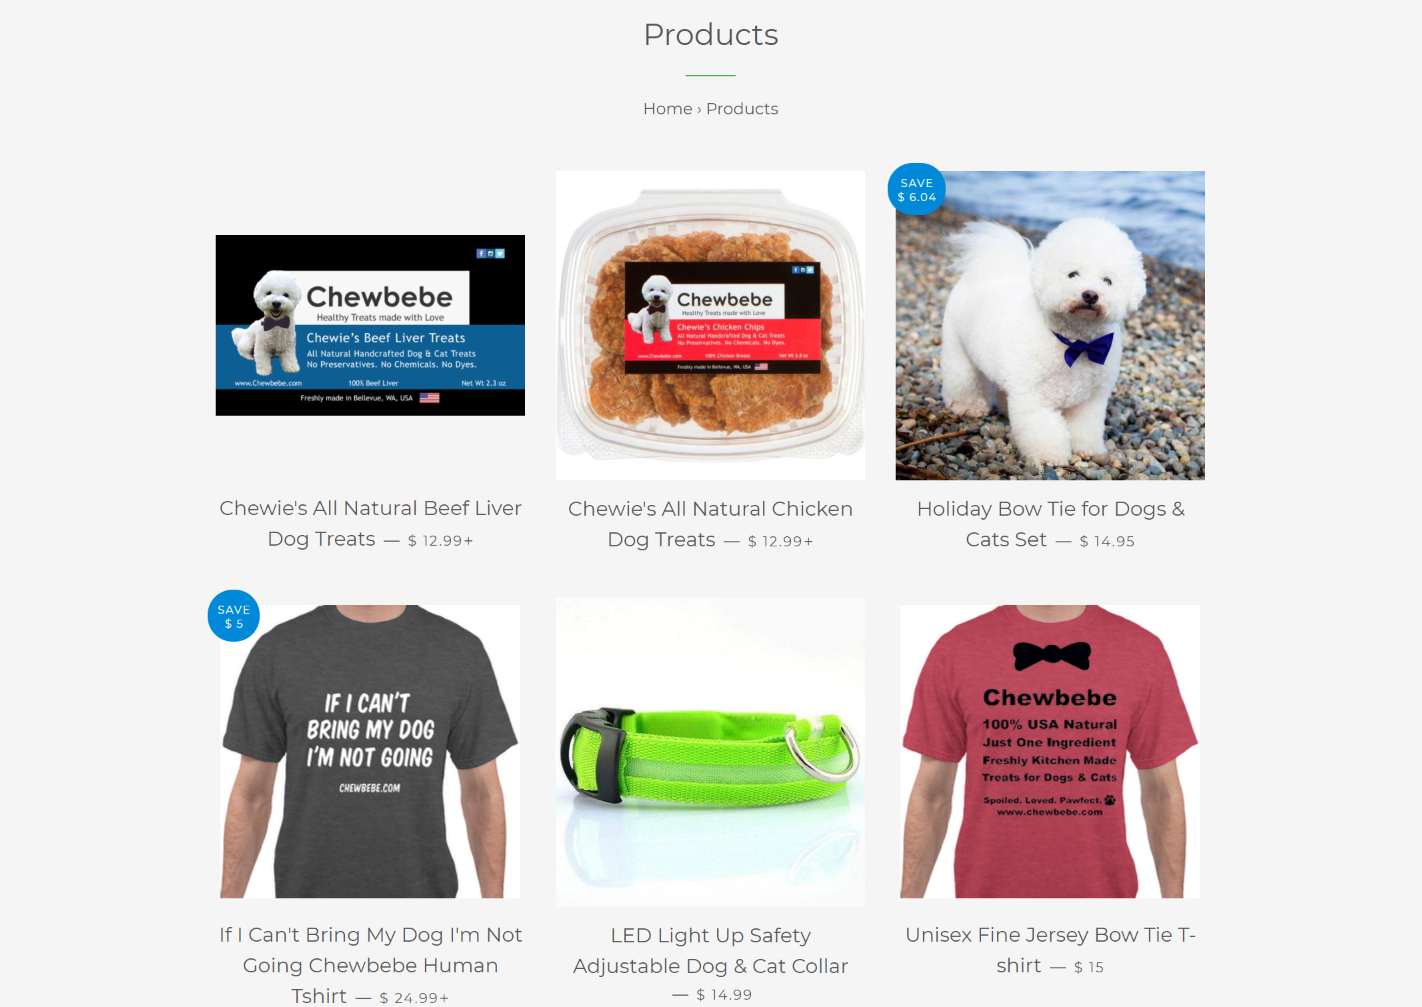 Products
Home › Products
Chewbebe
Healthy Treats made with Love
Chewie's Beef Liver Treats
All Natural Handcrafted Dog & Cat Treats
No Preservatives. No Chemicals. No Dyes.
www.Chewbebe.com 100% Beef Liver Net Wt 2.3 oz
Freshly made in Bellevue, WA, USA
Chewbebe
Healthy Treats made with Love
Chewie's Chicken Chips
All Natural Handcrafted Dog & Cat Treats
No Preservatives. No Chemicals. No Dyes.
www.Chewbebe.com 100% Chicken Breast Net Wt 2.8 oz
Freshly made in Bellevue, WA, USA
SAVE
$ 6.04
Chewie's All Natural Beef Liver
Dog Treats — $ 12.99+
Chewie's All Natural Chicken
Dog Treats — $ 12.99+
Holiday Bow Tie for Dogs &
Cats Set — $ 14.95
SAVE
$ 5
IF I CAN'T
BRING MY DOG
I'M NOT GOING
CHEWBEBE.COM
Chewbebe
100% USA Natural
Just One Ingredient
Freshly Kitchen Made
Treats for Dogs & Cats
Spoiled. Loved. Pawfect.
www.chewbebe.com
If I Can't Bring My Dog I'm Not
Going Chewbebe Human
Tshirt — $ 24.99+
LED Light Up Safety
Adjustable Dog & Cat Collar
— $ 14.99
Unisex Fine Jersey Bow Tie T-
shirt — $ 15